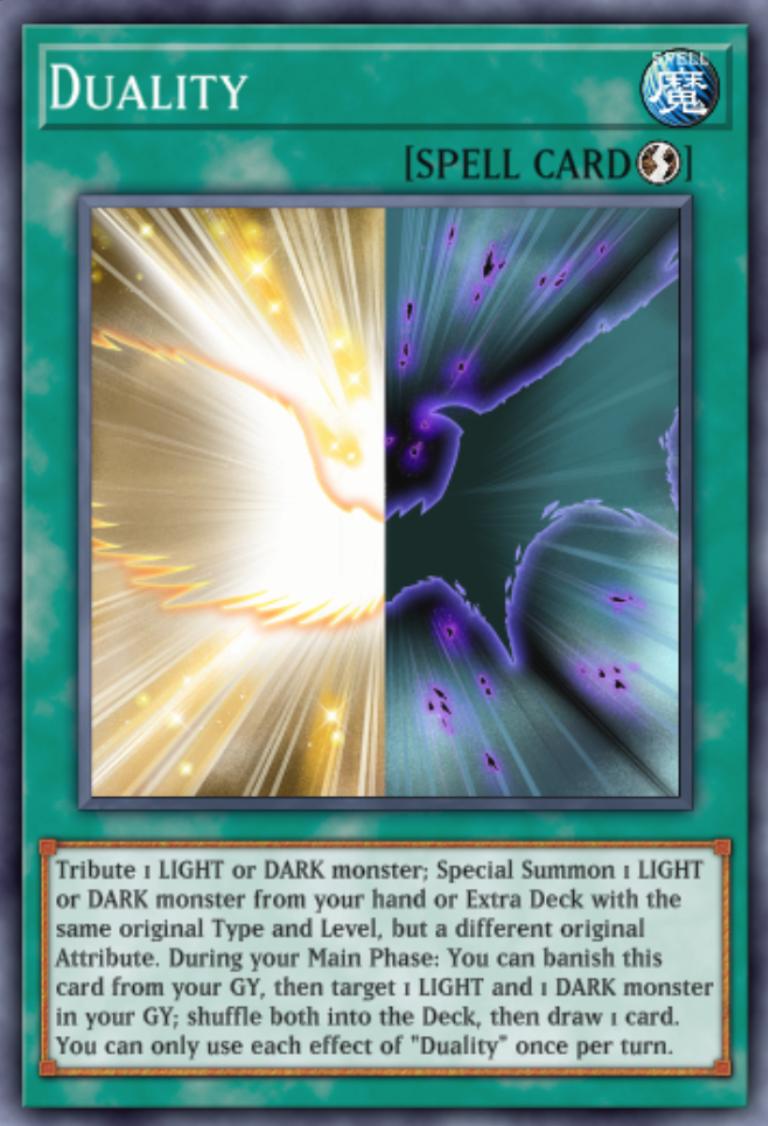 DUALITY
SPELL
魔
[SPELL CARD]
Tribute 1 LIGHT or DARK monster; Special Summon 1 LIGHT
or DARK monster from your hand or Extra Deck with the
same original Type and Level, but a different original
Attribute. During your Main Phase: You can banish this
card from your GY, then target 1 LIGHT and 1 DARK monster
in your GY; shuffle both into the Deck, then draw 1 card.
You can only use each effect of "Duality" once per turn.